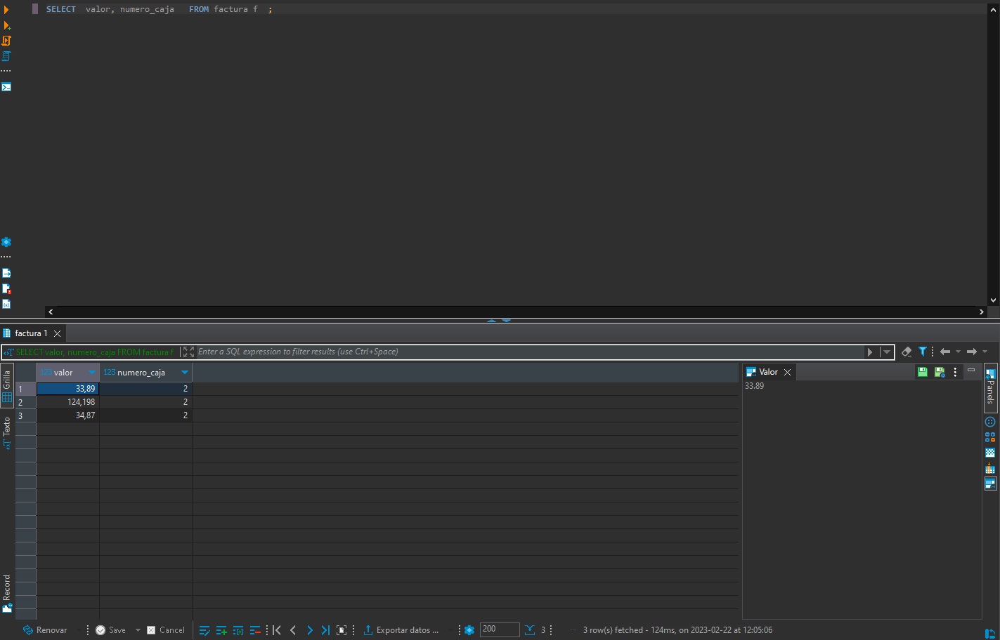 SELECT  valor, numero_caja   FROM factura f  ;
factura 1
SELECT valor, numero_caja FROM factura f
Enter a SQL expression to filter results (use Ctrl+Space)
Grilla
Texto
Record
123 valor 123 numero_caja
1 33,89 2
2 124,198 2
3 34,87 2
Valor
33.89
Panels
Renovar Save Cancel Exportar datos ... 200 3 3 row(s) fetched - 124ms, on 2023-02-22 at 12:05:06